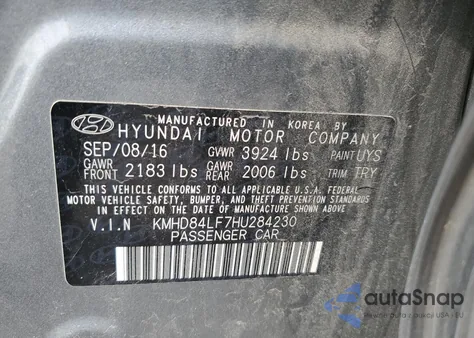 MANUFACTURED IN KOREA BY
HYUNDAI MOTOR COMPANY
SEP/08/16 GVWR 3924 lbs PAINT UYS
GAWR FRONT 2183 lbs GAWR REAR 2006 lbs TRIM TRY
THIS VEHICLE CONFORMS TO ALL APPLICABLE U.S.A. FEDERAL
MOTOR VEHICLE SAFETY, BUMPER, AND THEFT PREVENTION STANDARDS
IN EFFECT ON THE DATE OF MANUFACTURE SHOWN ABOVE.
V.I.N KMHD84LF7HU284230
PASSENGER CAR
autoSnap